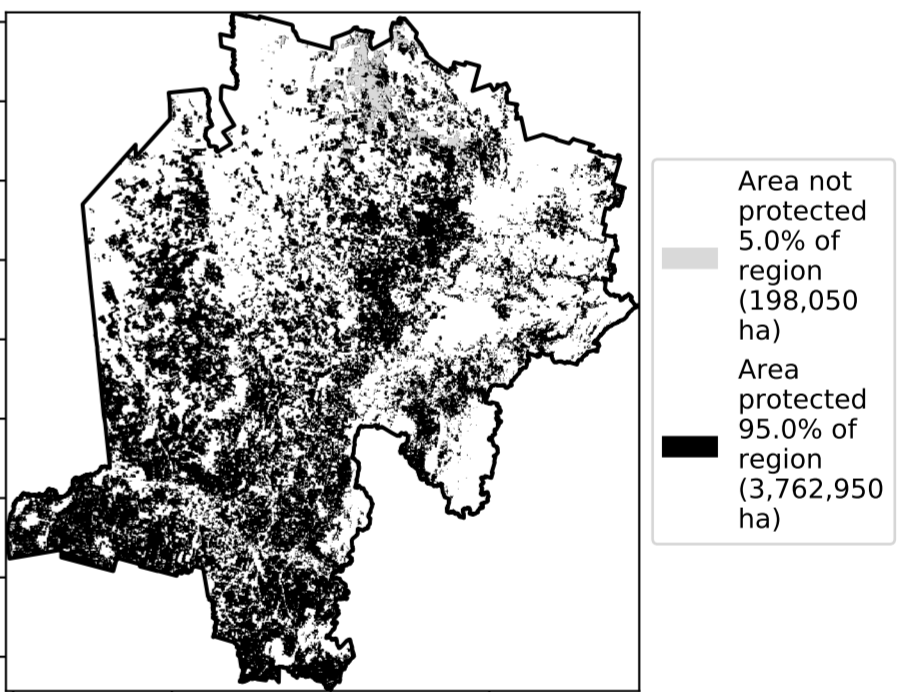 Area not
protected
5.0% of
region
(198,050
ha)
Area
protected
95.0% of
region
(3,762,950
ha)